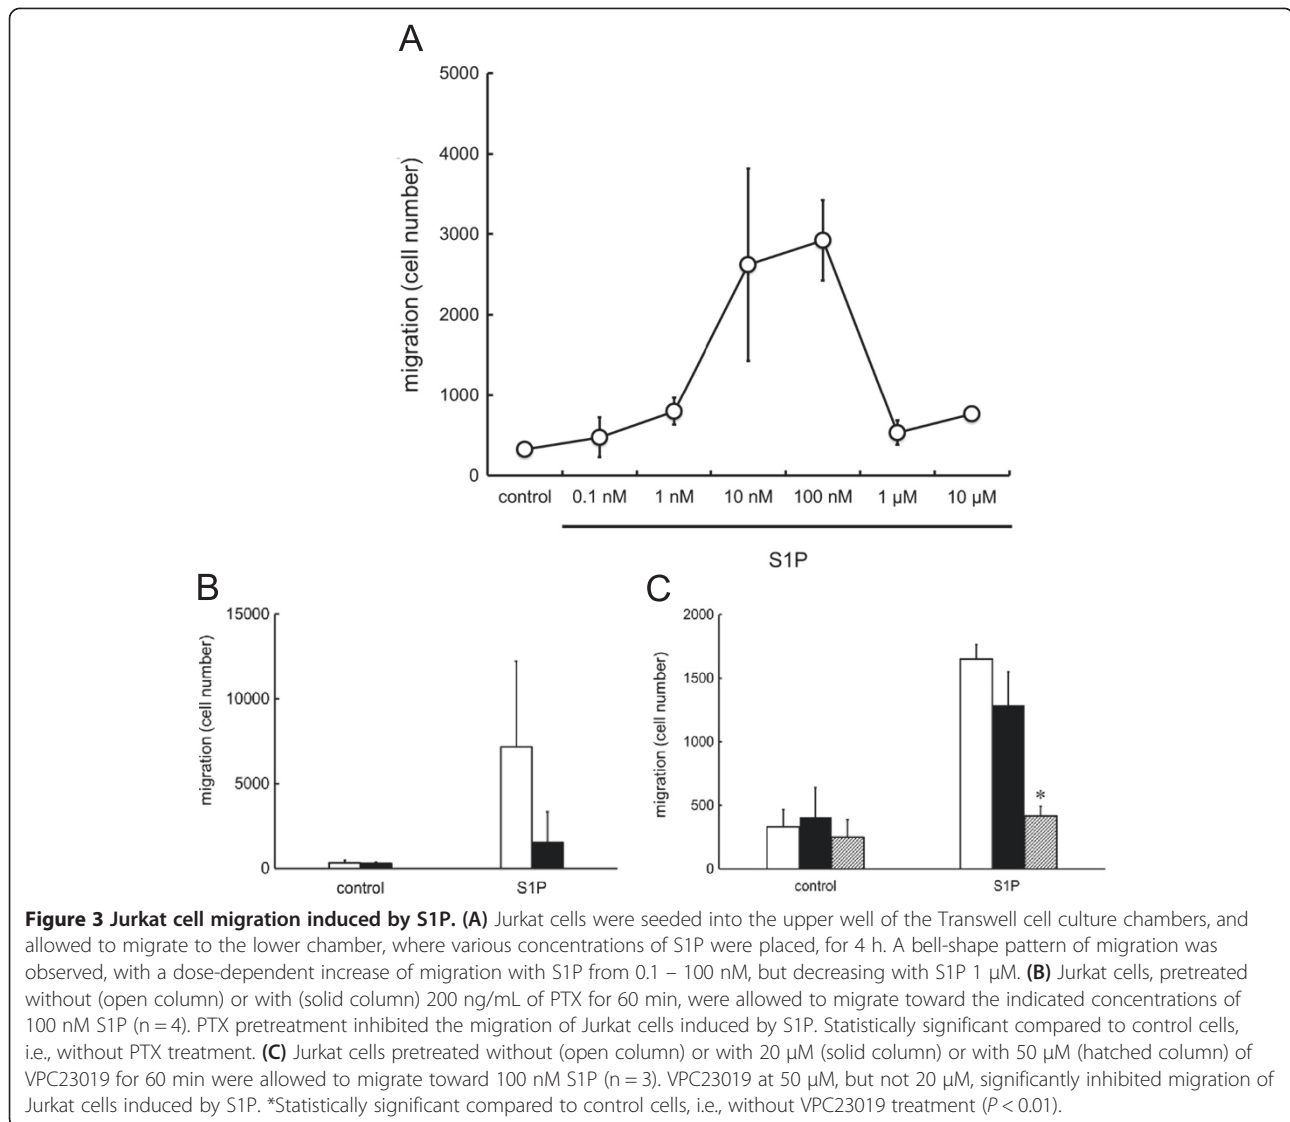 A
5000
4000
3000
2000
1000
0
migration (cell number)
control 0.1 nM 1 nM 10 nM 100 nM 1 µM 10 µM
S1P
B
15000
10000
5000
0
migration (cell number)
control S1P
C
2000
1500
1000
500
0
migration (cell number)
*
control S1P
Figure 3 Jurkat cell migration induced by S1P. (A) Jurkat cells were seeded into the upper well of the Transwell cell culture chambers, and
allowed to migrate to the lower chamber, where various concentrations of S1P were placed, for 4 h. A bell-shape pattern of migration was
observed, with a dose-dependent increase of migration with S1P from 0.1 – 100 nM, but decreasing with S1P 1 μM. (B) Jurkat cells, pretreated
without (open column) or with (solid column) 200 ng/mL of PTX for 60 min, were allowed to migrate toward the indicated concentrations of
100 nM S1P (n = 4). PTX pretreatment inhibited the migration of Jurkat cells induced by S1P. Statistically significant compared to control cells,
i.e., without PTX treatment. (C) Jurkat cells pretreated without (open column) or with 20 μM (solid column) or with 50 μM (hatched column) of
VPC23019 for 60 min were allowed to migrate toward 100 nM S1P (n = 3). VPC23019 at 50 μM, but not 20 μM, significantly inhibited migration of
Jurkat cells induced by S1P. *Statistically significant compared to control cells, i.e., without VPC23019 treatment (P < 0.01).